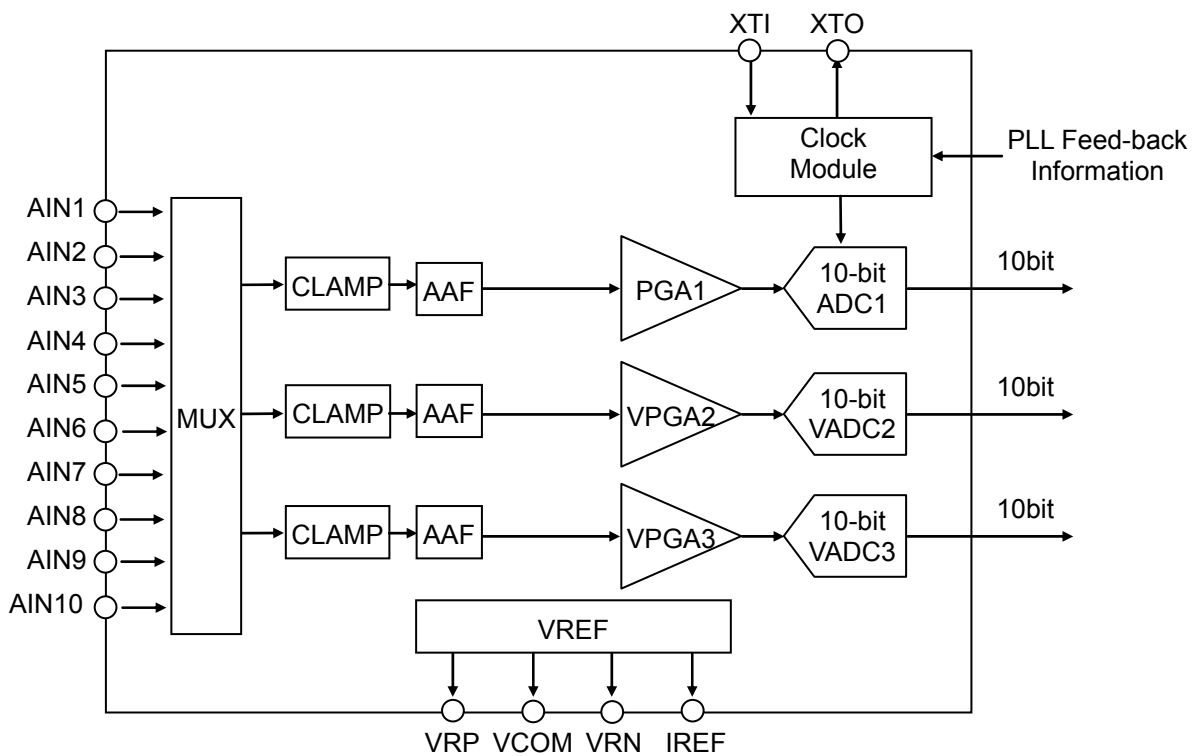 XTI
XTO
Clock
Module
PLL Feed-back
Information
AIN1
AIN2
AIN3
AIN4
AIN5
AIN6
AIN7
AIN8
AIN9
AIN10
MUX
CLAMP
AAF
PGA1
10-bit
ADC1
10bit
CLAMP
AAF
VPGA2
10-bit
VADC2
10bit
CLAMP
AAF
VPGA3
10-bit
VADC3
10bit
VREF
VRP
VCOM
VRN
IREF